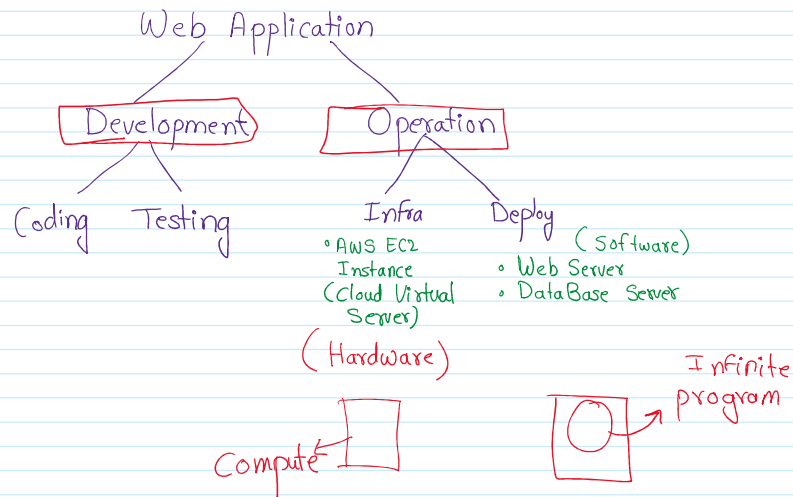 Web Application
Development
Operation
Coding
Testing
Infra
Deploy
• AWS EC2
Instance
(Cloud Virtual
Server)
(Software)
• Web Server
• DataBase Server
(Hardware)
Infinite
program
Compute